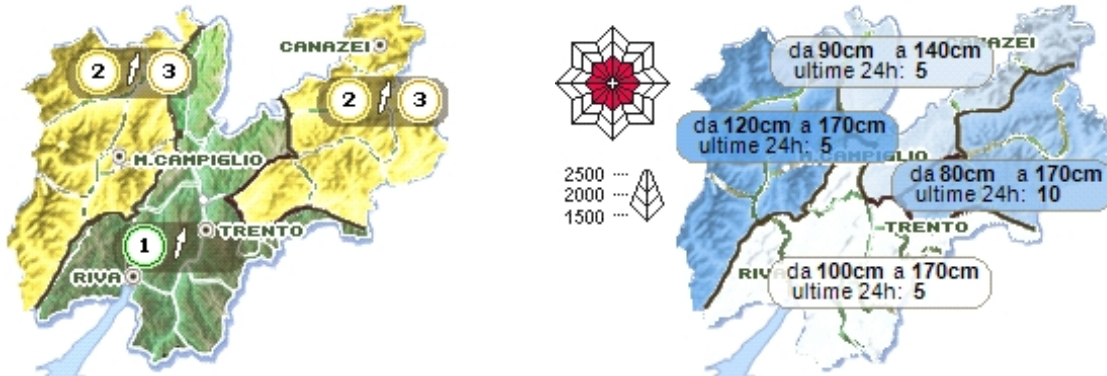 CANAZEI
2 3
2 3
M.CAMPIGLIO
1
TRENTO
RIVA
2500
2000
1500
da 90cm a 140cm
ultime 24h: 5
CANAZEI
da 120cm a 170cm
ultime 24h: 5
M.CAMPIGLIO
da 80cm a 170cm
ultime 24h: 10
TRENTO
RIVA
da 100cm a 170cm
ultime 24h: 5